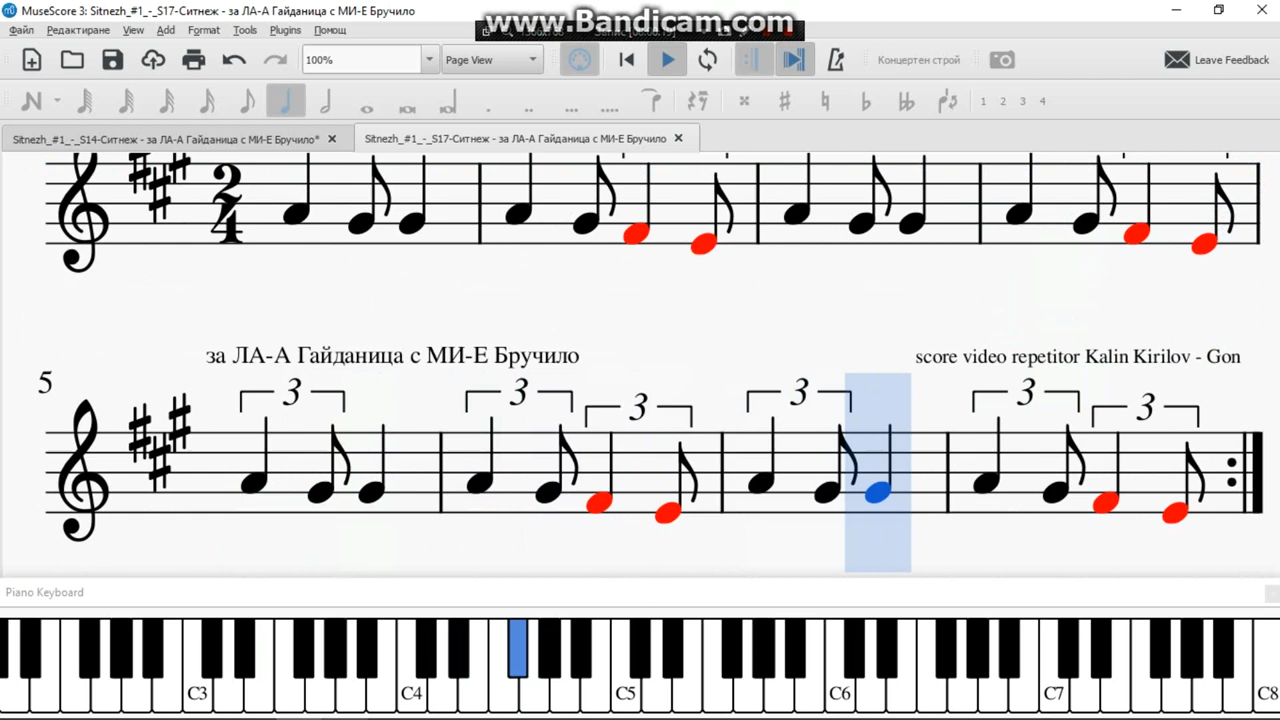 MuseScore 3: Sitnezh_#1_-_S17-Ситнеж - за ЛА-А Гайданица с МИ-Е Бручило
www.Bandicam.com
Файл Редактиране View Add Format Tools Plugins Помощ
100% Page View Концертен строй Leave Feedback
1 2 3 4
Sitnezh_#1_-_S14-Ситнеж - за ЛА-А Гайданица с МИ-Е Бручило*
Sitnezh_#1_-_S17-Ситнеж - за ЛА-А Гайданица с МИ-Е Бручило
2
4
за ЛА-А Гайданица с МИ-Е Бручило score video repetitor Kalin Kirilov - Gon
5
3 3 3 3 3 3
Piano Keyboard
C3 C4 C5 C6 C7 C8